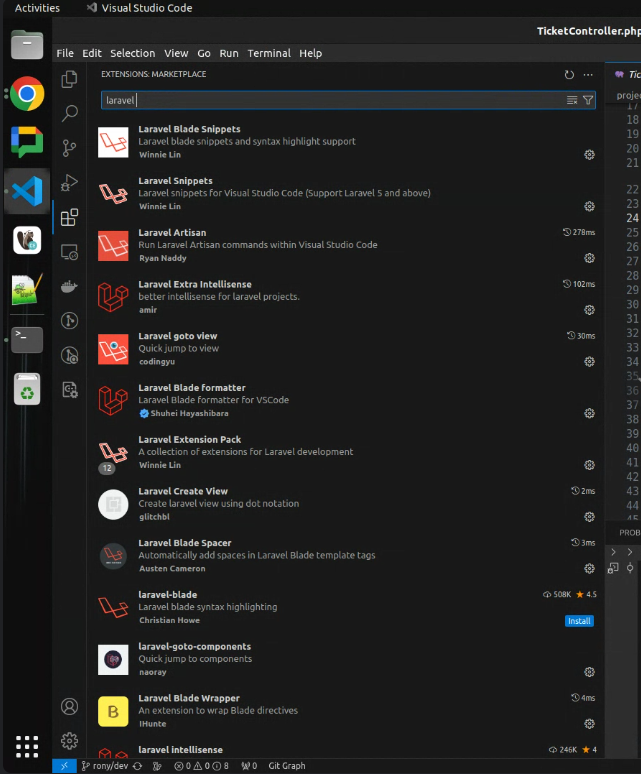 Activities
Visual Studio Code
TicketController.php
File Edit Selection View Go Run Terminal Help
EXTENSIONS: MARKETPLACE
laravel
Laravel Blade Snippets
Laravel blade snippets and syntax highlight support
Winnie Lin
Laravel Snippets
Laravel snippets for Visual Studio Code (Support Laravel 5 and above)
Winnie Lin
Laravel Artisan 278ms
Run Laravel Artisan commands within Visual Studio Code
Ryan Naddy
Laravel Extra Intellisense 102ms
better intellisense for laravel projects.
amir
Laravel goto view 30ms
Quick jump to view
codingyu
Laravel Blade formatter
Laravel Blade formatter for VSCode
Shuhei Hayashibara
Laravel Extension Pack
A collection of extensions for Laravel development
12
Winnie Lin
Laravel Create View 2ms
Create laravel view using dot notation
glitchbl
Laravel Blade Spacer 3ms
Automatically add spaces in Laravel Blade template tags
Austen Cameron
laravel-blade 508K 4.5
Laravel blade syntax highlighting
Christian Howe Install
laravel-goto-components
Quick jump to components
naoray
B
Laravel Blade Wrapper 4ms
An extension to wrap Blade directives
IHunte
laravel intellisense 246K 4
Tic
projec
17
18
19
20
21
22
23
24
25
26
27
28
29
30
31
32
33
34
35
36
37
38
39
40
41
42
43
44
45
PROB
rony/dev 0 0 8 0 Git Graph